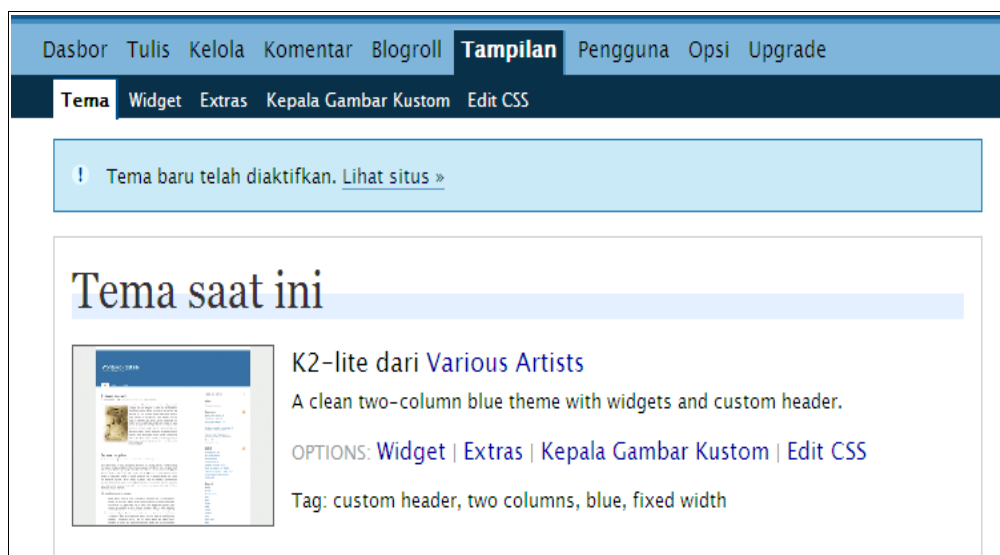 Dasbor Tulis Kelola Komentar Blogroll Tampilan Pengguna Opsi Upgrade
Tema Widget Extras Kepala Gambar Kustom Edit CSS
! Tema baru telah diaktifkan. Lihat situs »
Tema saat ini
K2-lite dari Various Artists
A clean two-column blue theme with widgets and custom header.
OPTIONS: Widget | Extras | Kepala Gambar Kustom | Edit CSS
Tag: custom header, two columns, blue, fixed width